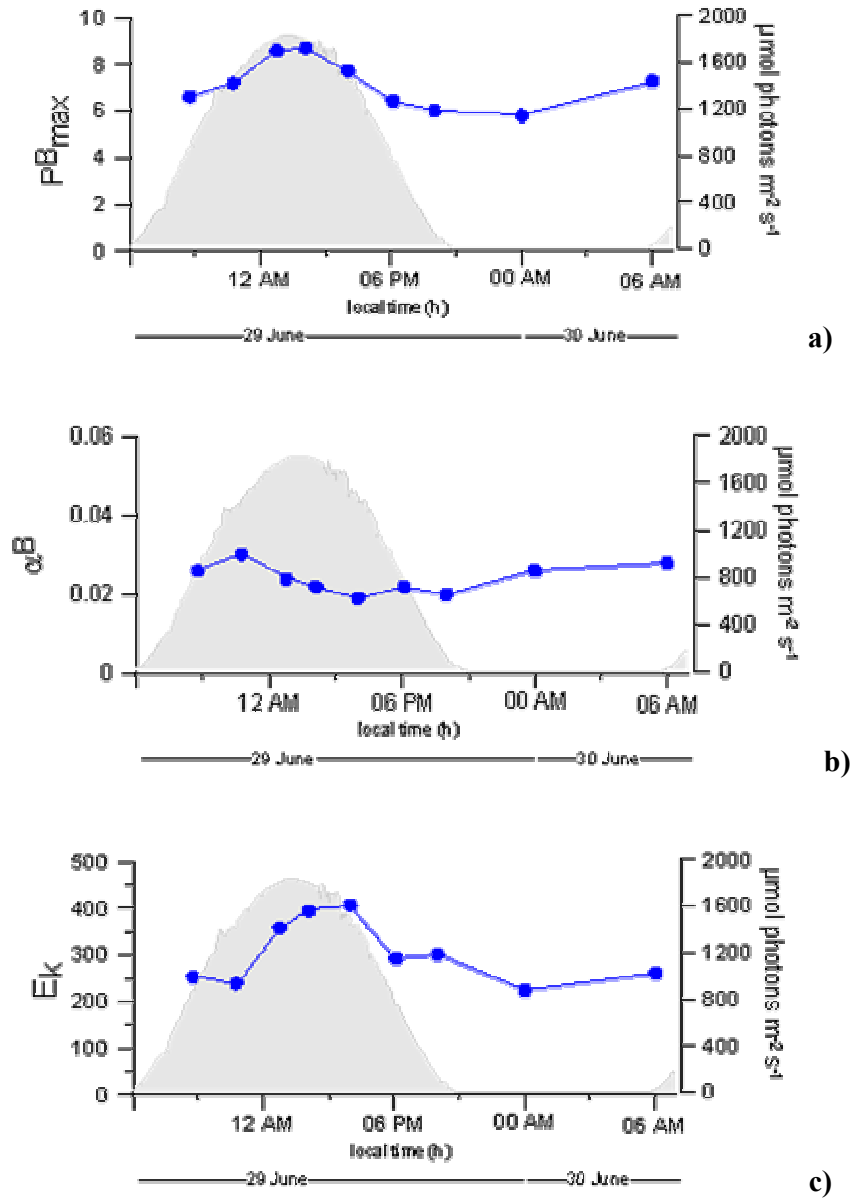 10
8
6
4
2
0
PBmax
2000
1600
1200
800
400
0
µmol photons m-2 s-1
12 AM 06 PM 00 AM 06 AM
local time (h)
29 June 30 June
a)
0.06
0.04
0.02
0
αB
2000
1600
1200
800
400
0
µmol photons m-2 s-1
12 AM 06 PM 00 AM 06 AM
local time (h)
29 June 30 June
b)
500
400
300
200
100
0
Ek
2000
1600
1200
800
400
0
µmol photons m-2 s-1
12 AM 06 PM 00 AM 06 AM
local time (h)
29 June 30 June
c)